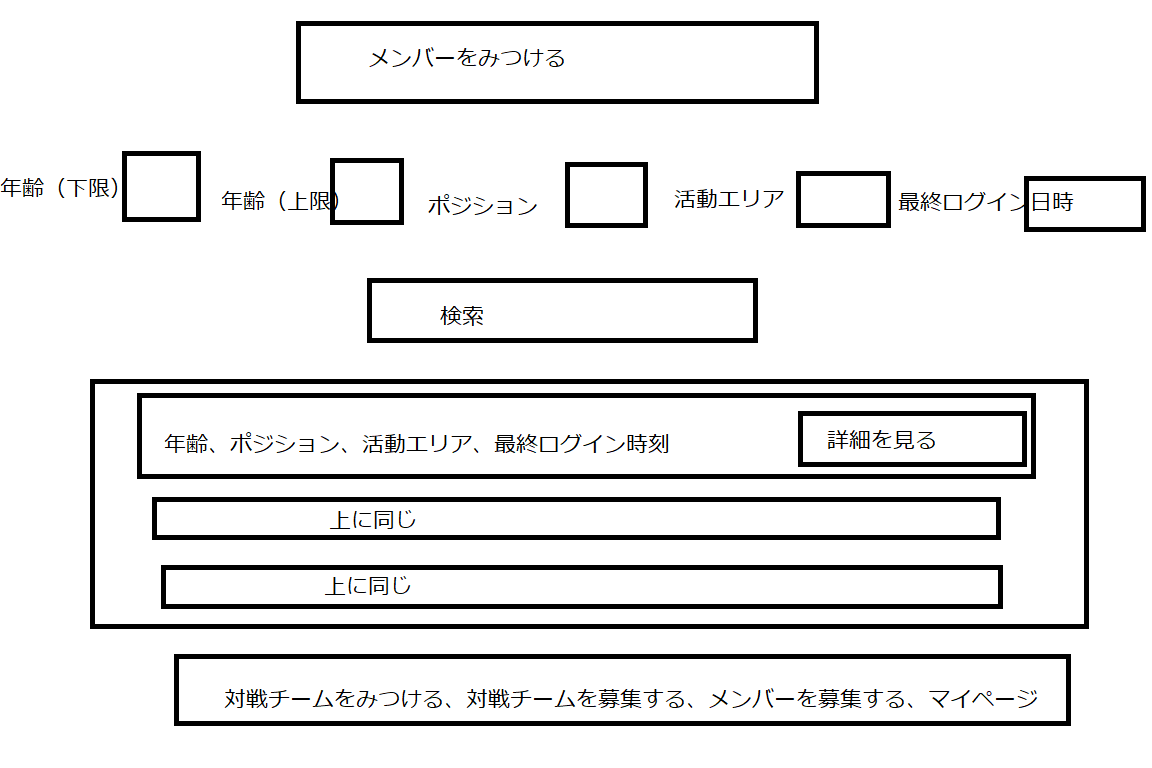 メンバーをみつける
年齢（下限）
年齢（上限）
ポジション
活動エリア
最終ログイン日時
検索
年齢、ポジション、活動エリア、最終ログイン時刻
詳細を見る
上に同じ
上に同じ
対戦チームをみつける、対戦チームを募集する、メンバーを募集する、マイページ